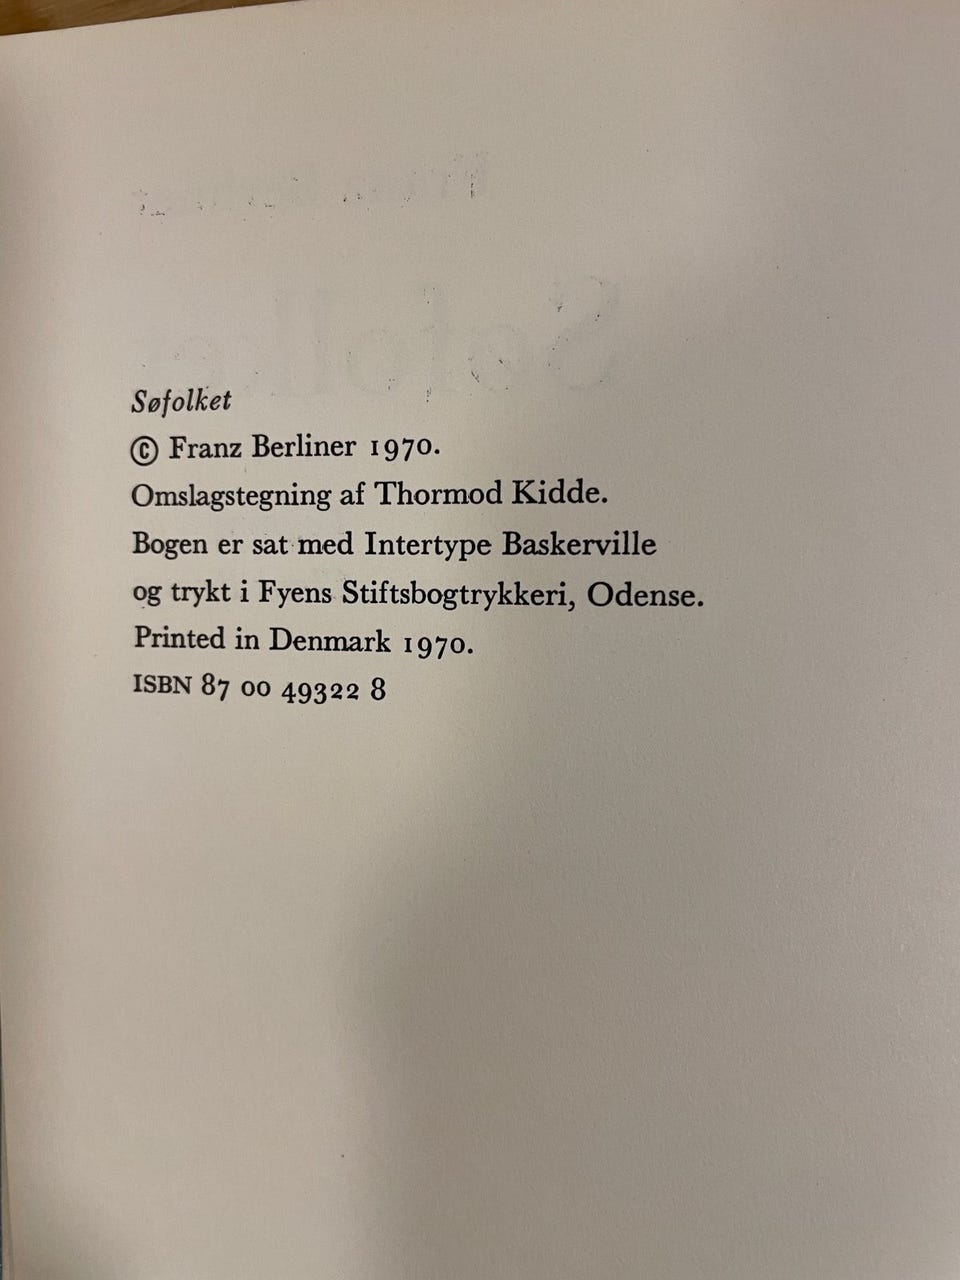 Søfolket
© Franz Berliner 1970.
Omslagstegning af Thormod Kidde.
Bogen er sat med Intertype Baskerville
og trykt i Fyens Stiftsbogtrykkeri, Odense.
Printed in Denmark 1970.
ISBN 87 00 49322 8